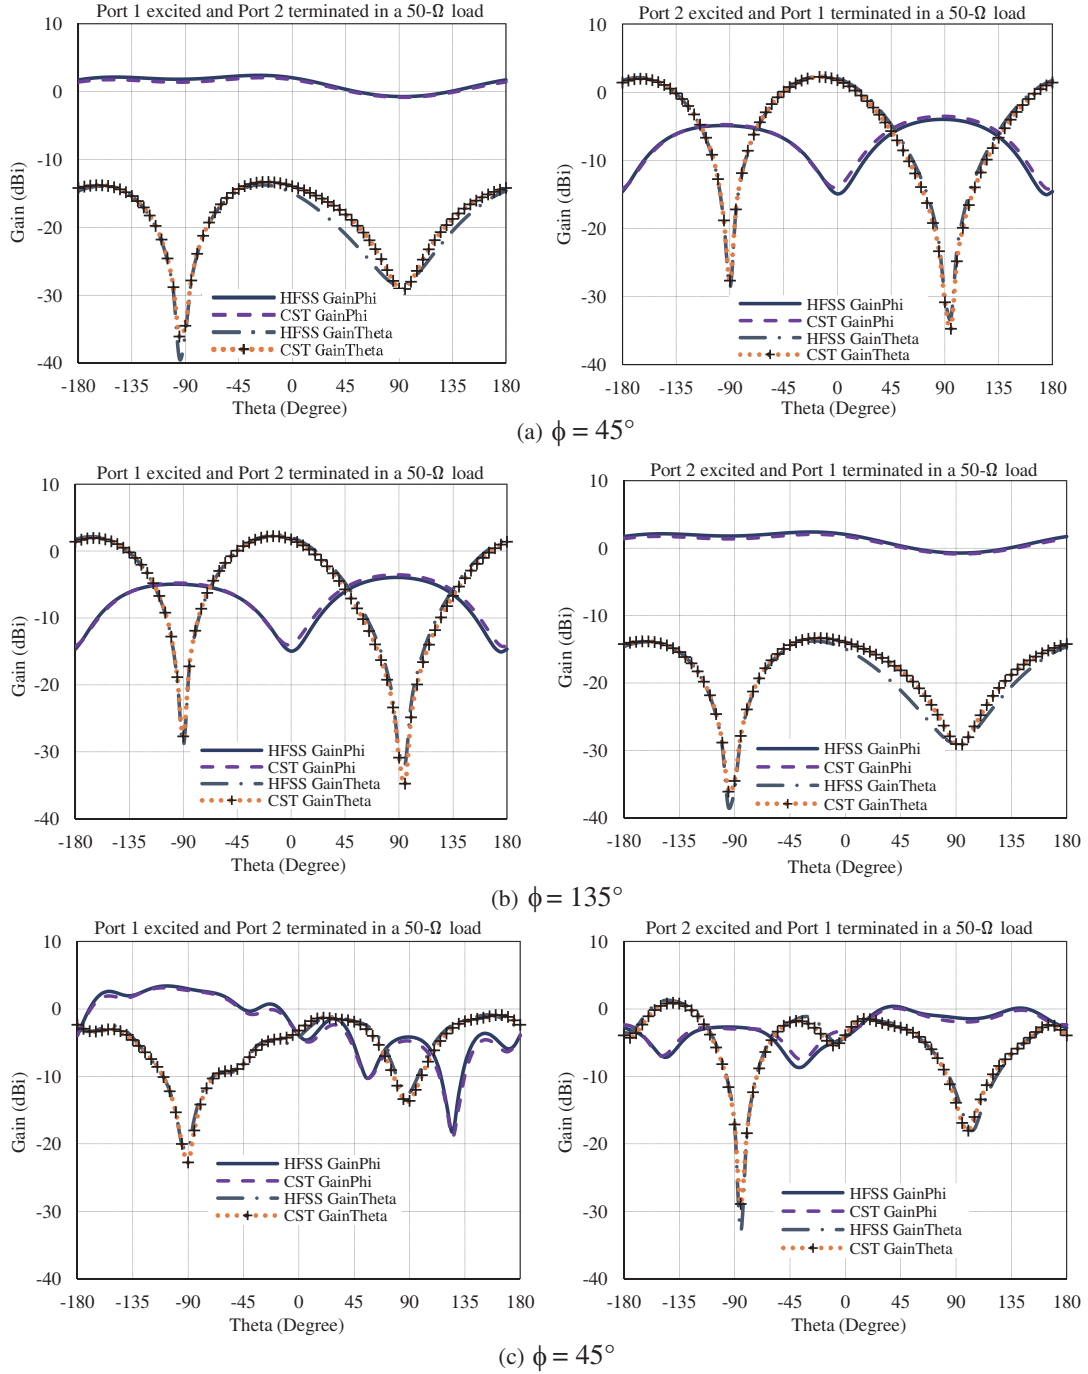 Port 1 excited and Port 2 terminated in a 50-Ω load
10
0
-10
-20
-30
-40
Gain (dBi)
HFSS GainPhi
CST GainPhi
HFSS GainTheta
CST GainTheta
-180 -135 -90 -45 0 45 90 135 180
Theta (Degree)
Port 2 excited and Port 1 terminated in a 50-Ω load
10
0
-10
-20
-30
-40
Gain (dBi)
HFSS GainPhi
CST GainPhi
HFSS GainTheta
CST GainTheta
-180 -135 -90 -45 0 45 90 135 180
Theta (Degree)
(a) ϕ = 45°
Port 1 excited and Port 2 terminated in a 50-Ω load
10
0
-10
-20
-30
-40
Gain (dBi)
HFSS GainPhi
CST GainPhi
HFSS GainTheta
CST GainTheta
-180 -135 -90 -45 0 45 90 135 180
Theta (Degree)
Port 2 excited and Port 1 terminated in a 50-Ω load
10
0
-10
-20
-30
-40
Gain (dBi)
HFSS GainPhi
CST GainPhi
HFSS GainTheta
CST GainTheta
-180 -135 -90 -45 0 45 90 135 180
Theta (Degree)
(b) ϕ = 135°
Port 1 excited and Port 2 terminated in a 50-Ω load
10
0
-10
-20
-30
-40
Gain (dBi)
HFSS GainPhi
CST GainPhi
HFSS GainTheta
CST GainTheta
-180 -135 -90 -45 0 45 90 135 180
Theta (Degree)
Port 2 excited and Port 1 terminated in a 50-Ω load
10
0
-10
-20
-30
-40
Gain (dBi)
HFSS GainPhi
CST GainPhi
HFSS GainTheta
CST GainTheta
-180 -135 -90 -45 0 45 90 135 180
Theta (Degree)
(c) ϕ = 45°